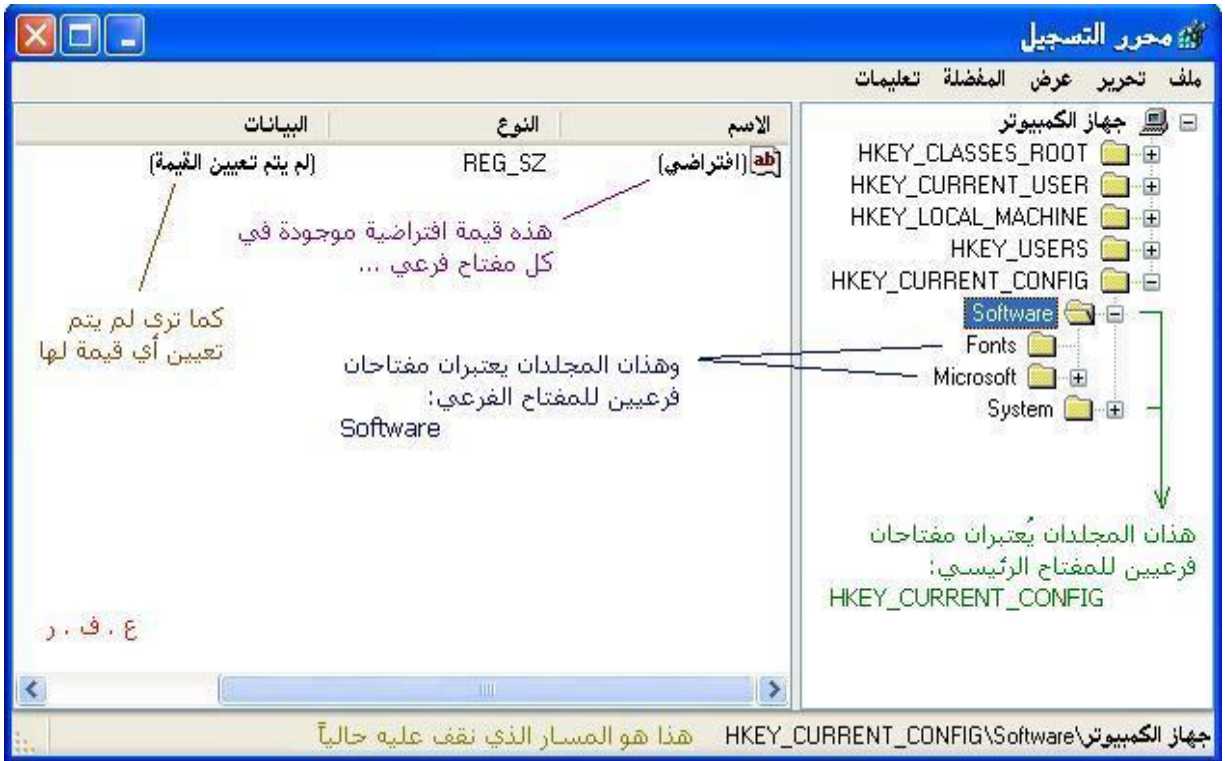 محرر التسجيل
ملف تحرير عرض المفضلة تعليمات
جهاز الكمبيوتر
HKEY_CLASSES_ROOT
HKEY_CURRENT_USER
HKEY_LOCAL_MACHINE
HKEY_USERS
HKEY_CURRENT_CONFIG
Software
Fonts
Microsoft
System
هذان المجلدان يُعتبران مفتاحان
فرعيين للمفتاح الرئيسي:
HKEY_CURRENT_CONFIG
الاسم النوع البيانات
(افتراضي) REG_SZ (لم يتم تعيين القيمة)
هذه قيمة افتراضية موجودة في
كل مفتاح فرعي ...
كما ترى لم يتم
تعيين أي قيمة لها
وهذان المجلدان يعتبران مفتاحان
فرعيين للمفتاح الفرعي:
Software
ع . ف . ر
جهاز الكمبيوتر\HKEY_CURRENT_CONFIG\Software هذا هو المسار الذي نقف عليه حالياً